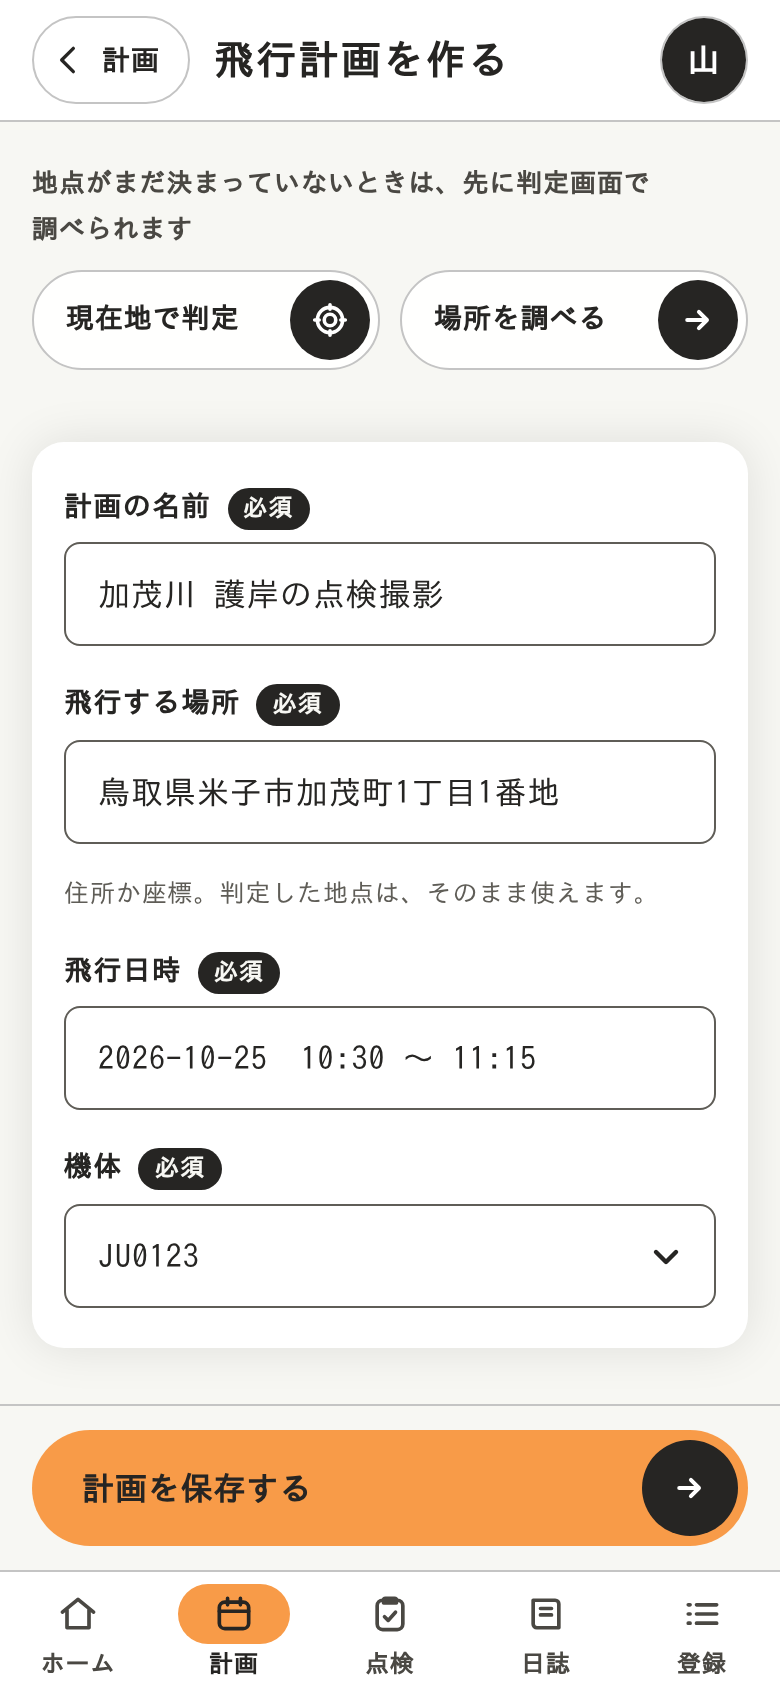 計画
飛行計画を作る
山
地点がまだ決まっていないときは、先に判定画面で
調べられます
現在地で判定
場所を調べる
計画の名前 必須
加茂川 護岸の点検撮影
飛行する場所 必須
鳥取県米子市加茂町1丁目1番地
住所か座標。判定した地点は、そのまま使えます。
飛行日時 必須
2026-10-25 10:30 〜 11:15
機体 必須
JU0123
計画を保存する
ホーム
計画
点検
日誌
登録